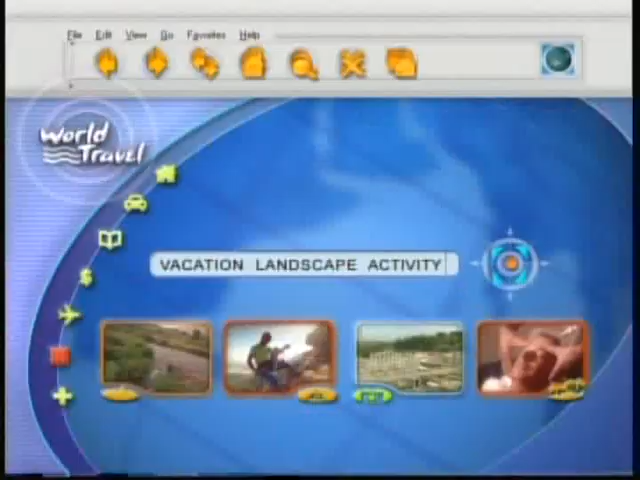 File Edit View Go Favorites Help
World
Travel
VACATION LANDSCAPE ACTIVITY
$